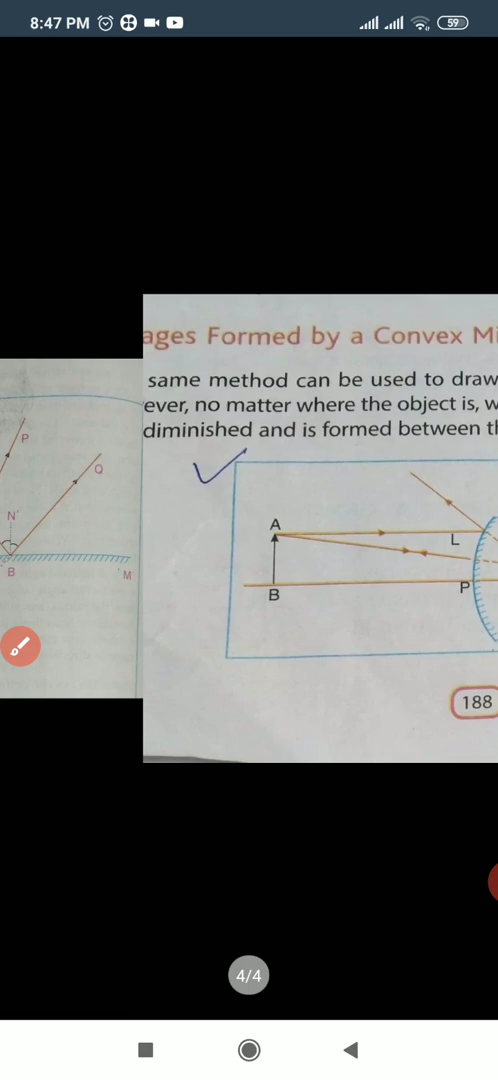 8:47 PM
59
ages Formed by a Convex Mi
same method can be used to draw
ever, no matter where the object is, w
diminished and is formed between th
P
Q
N'
B
M
A
L
B
P
188
4/4